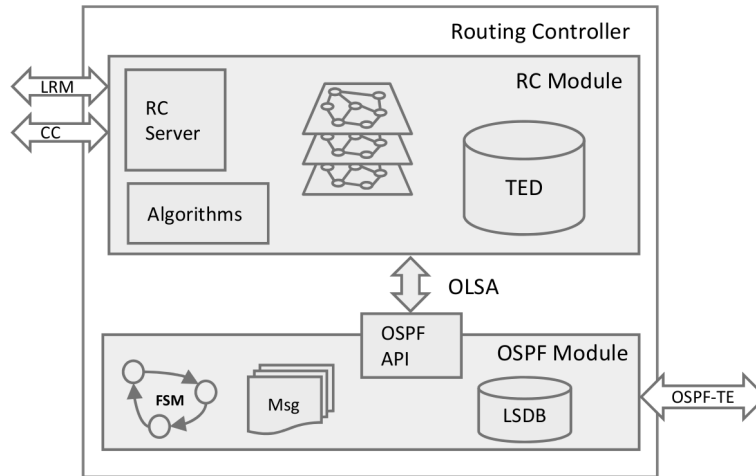 Routing Controller
LRM
CC
RC Module
RC
Server
Algorithms
TED
OLSA
OSPF
API
OSPF Module
FSM
Msg
LSDB
OSPF-TE